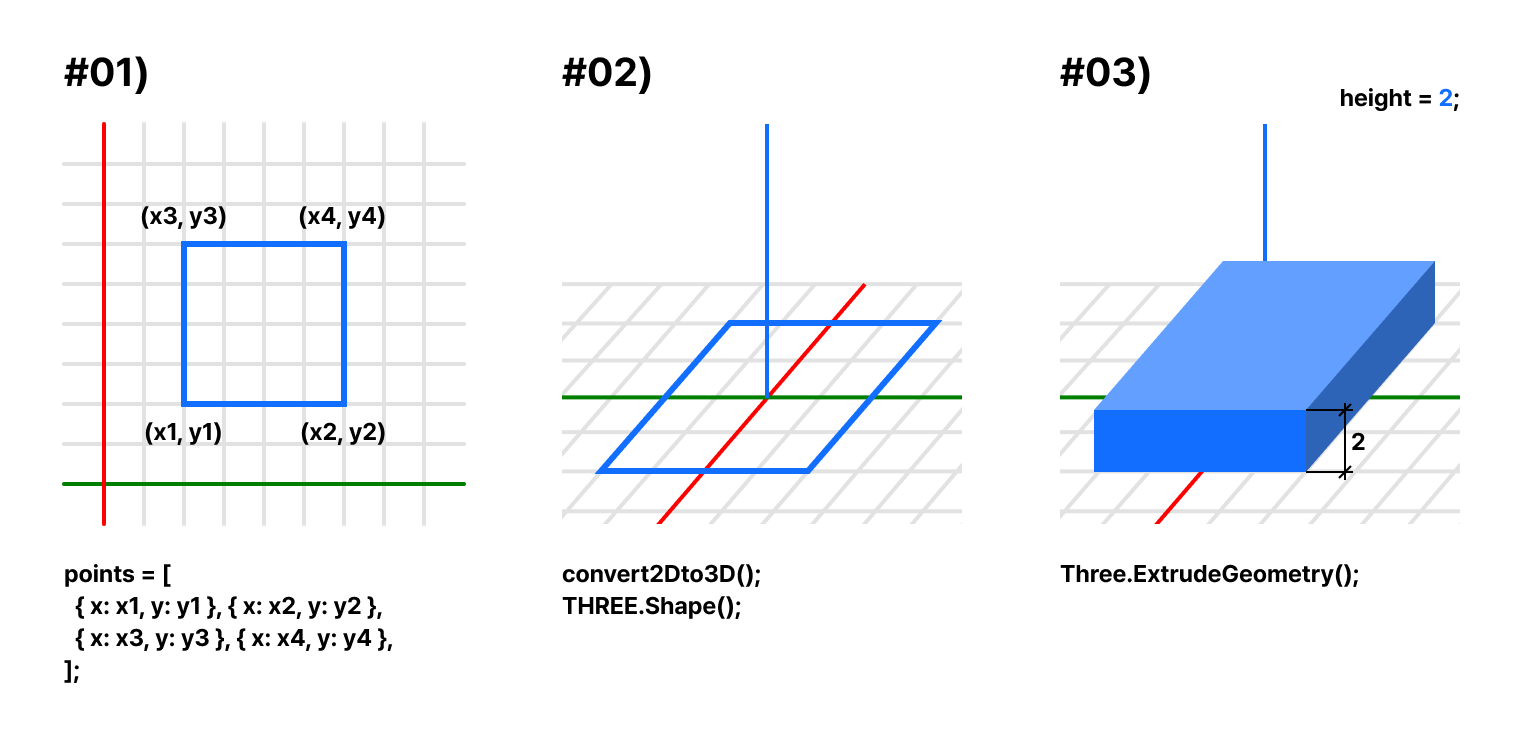 #01)
(x3, y3)
(x4, y4)
(x1, y1)
(x2, y2)
points = [
{ x: x1, y: y1 }, { x: x2, y: y2 },
{ x: x3, y: y3 }, { x: x4, y: y4 },
];
#02)
convert2Dto3D();
THREE.Shape();
#03)
height = 2;
2
Three.ExtrudeGeometry();